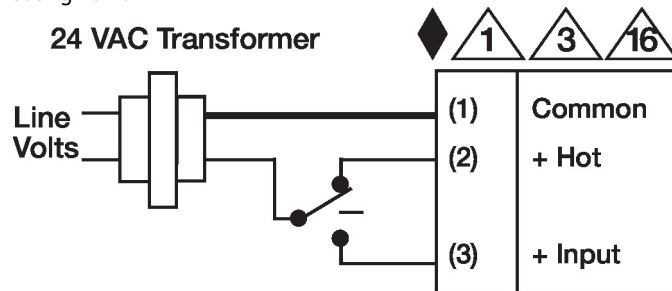 24 VAC Transformer
1 3 16
Line
Volts
(1) Common
(2) + Hot
(3) + Input